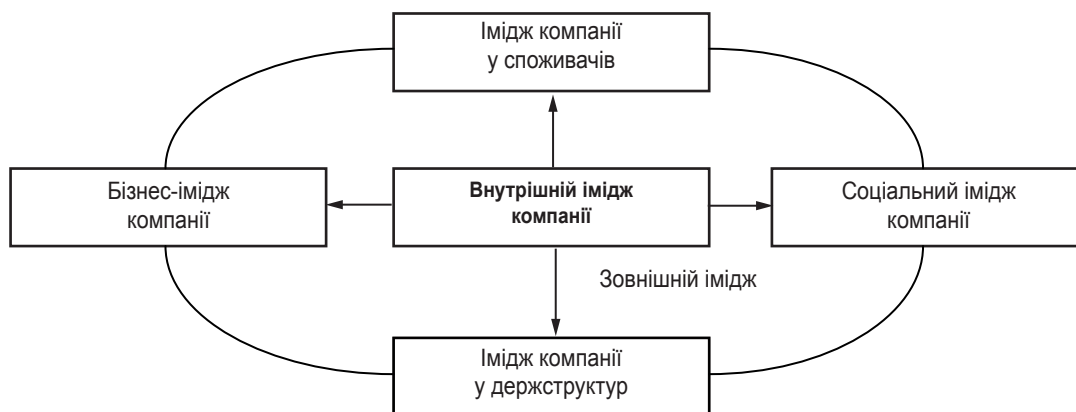 Імідж компанії
у споживачів
Бізнес-імідж
компанії
Внутрішній імідж
компанії
Соціальний імідж
компанії
Зовнішній імідж
Імідж компанії
у держструктур